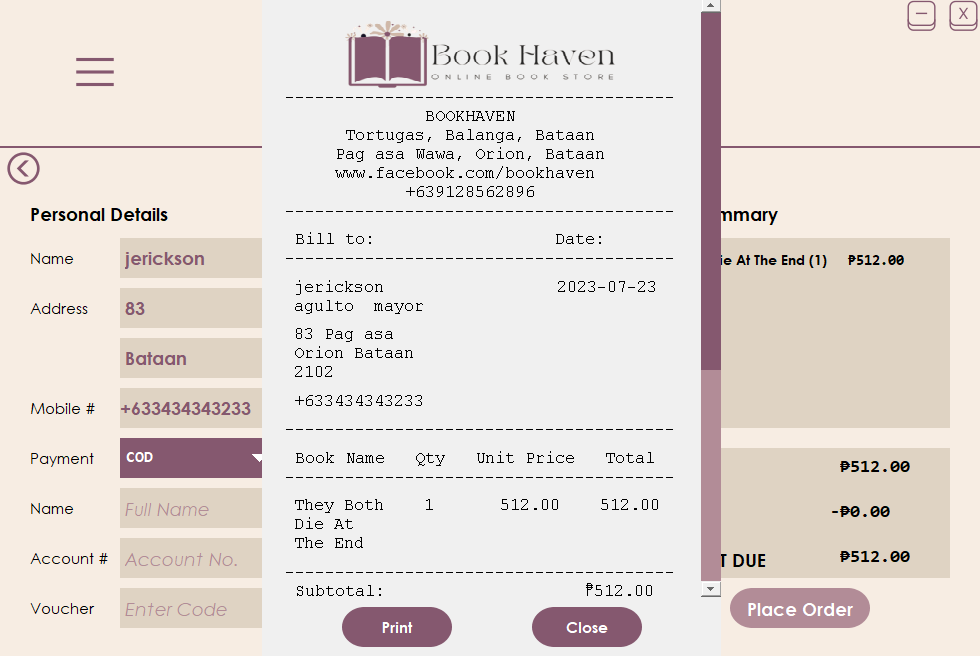 — X
Book Haven
ONLINE BOOK STORE
BOOKHAVEN
Tortugas, Balanga, Bataan
Pag asa Wawa, Orion, Bataan
www.facebook.com/bookhaven
+639128562896
Bill to: Date:
jerickson 2023-07-23
agulto mayor
83 Pag asa
Orion Bataan
2102
+633434343233
Book Name Qty Unit Price Total
They Both 1 512.00 512.00
Die At
The End
Subtotal: ₱512.00
Print Close
Personal Details
Name jerickson
Address 83
Bataan
Mobile # +633434343233
Payment COD
Name Full Name
Account # Account No.
Voucher Enter Code
mmary
ie At The End (1) ₱512.00
₱512.00
-₱0.00
T DUE ₱512.00
Place Order